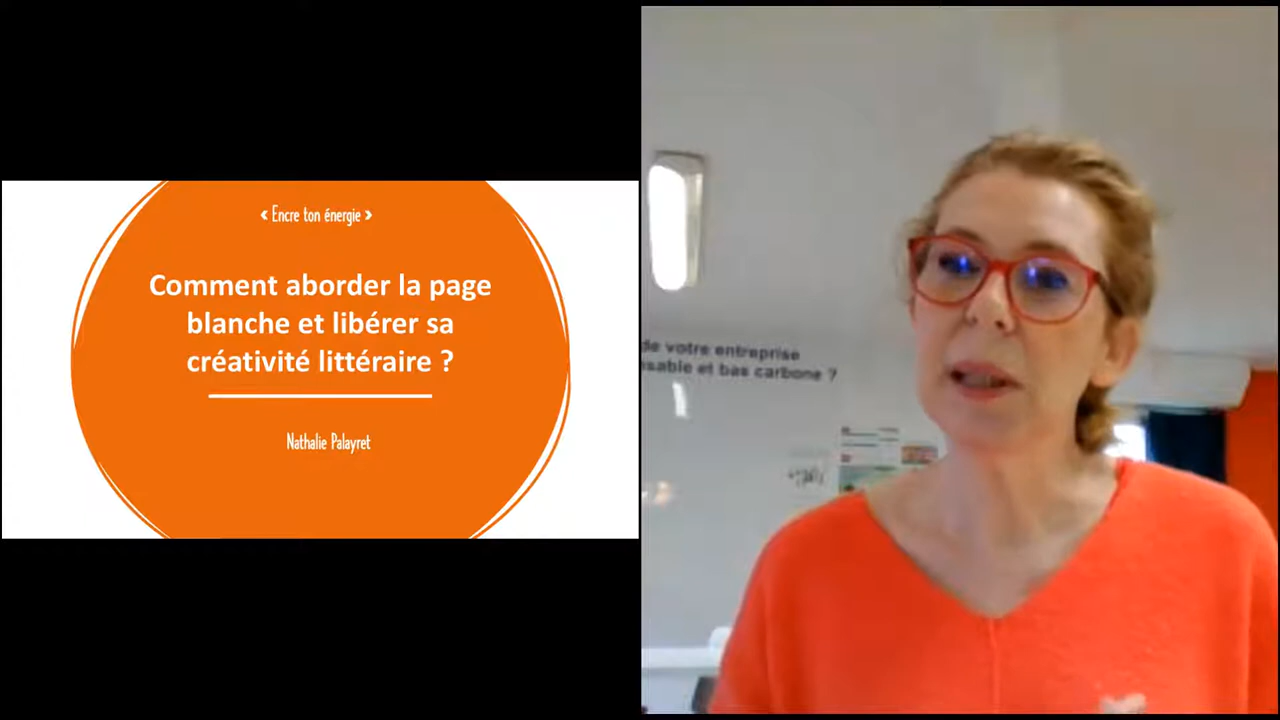 « Encre ton énergie »
Comment aborder la page
blanche et libérer sa
créativité littéraire ?
Nathalie Palayret
de votre entreprise
sable et bas carbone ?